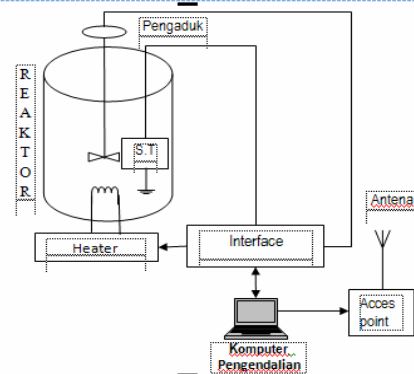 Pengaduk
R
E
A
K
T
O
R
S.T
Antena
Interface
Heater
Acces
point
Komputer
Pengendalian